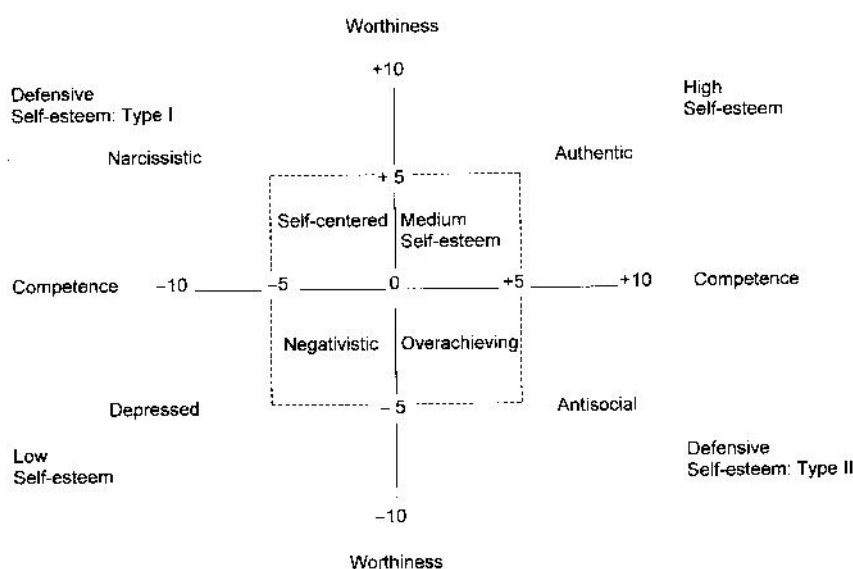 Worthiness
+10
Defensive
Self-esteem: Type I
High
Self-esteem
Narcissistic
Authentic
+ 5
Self-centered
Medium
Self-esteem
Competence
−10
−5
0
+5
+10
Competence
Negativistic
Overachieving
Depressed
− 5
Antisocial
Low
Self-esteem
Defensive
Self-esteem: Type II
−10
Worthiness